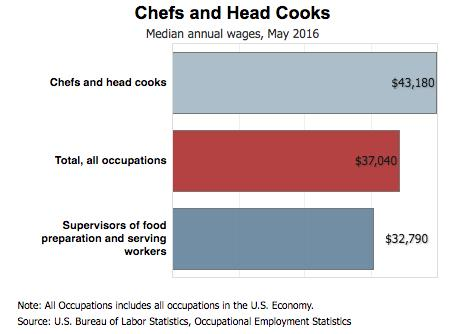 Chefs and Head Cooks
Median annual wages, May 2016
Chefs and head cooks
$43,180
Total, all occupations
$37,040
Supervisors of food
preparation and serving
workers
$32,790
Note: All Occupations includes all occupations in the U.S. Economy.
Source: U.S. Bureau of Labor Statistics, Occupational Employment Statistics